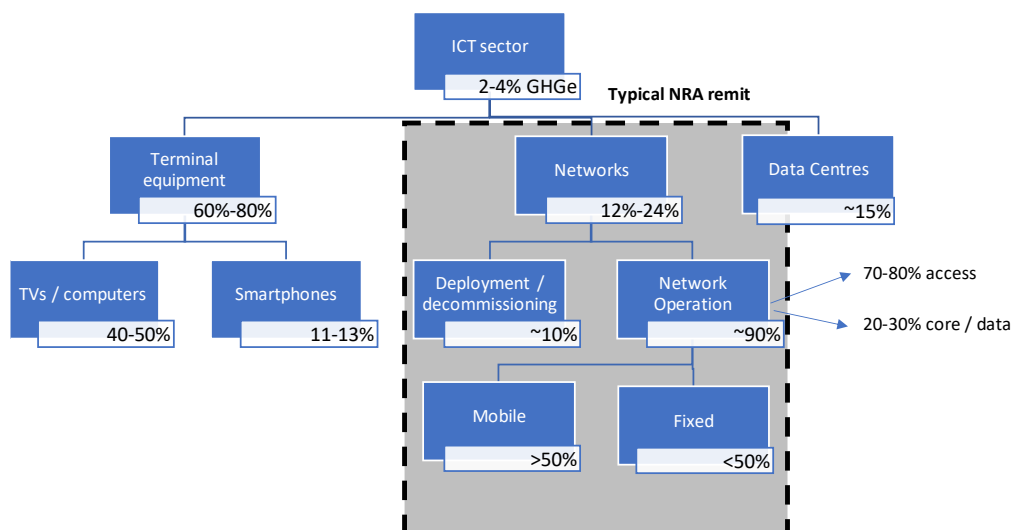 ICT sector
2-4% GHGe
Typical NRA remit
Terminal
equipment
60%-80%
Networks
12%-24%
Data Centres
~15%
TVs / computers
40-50%
Smartphones
11-13%
Deployment /
decommissioning
~10%
Network
Operation
~90%
70-80% access
20-30% core / data
Mobile
>50%
Fixed
<50%